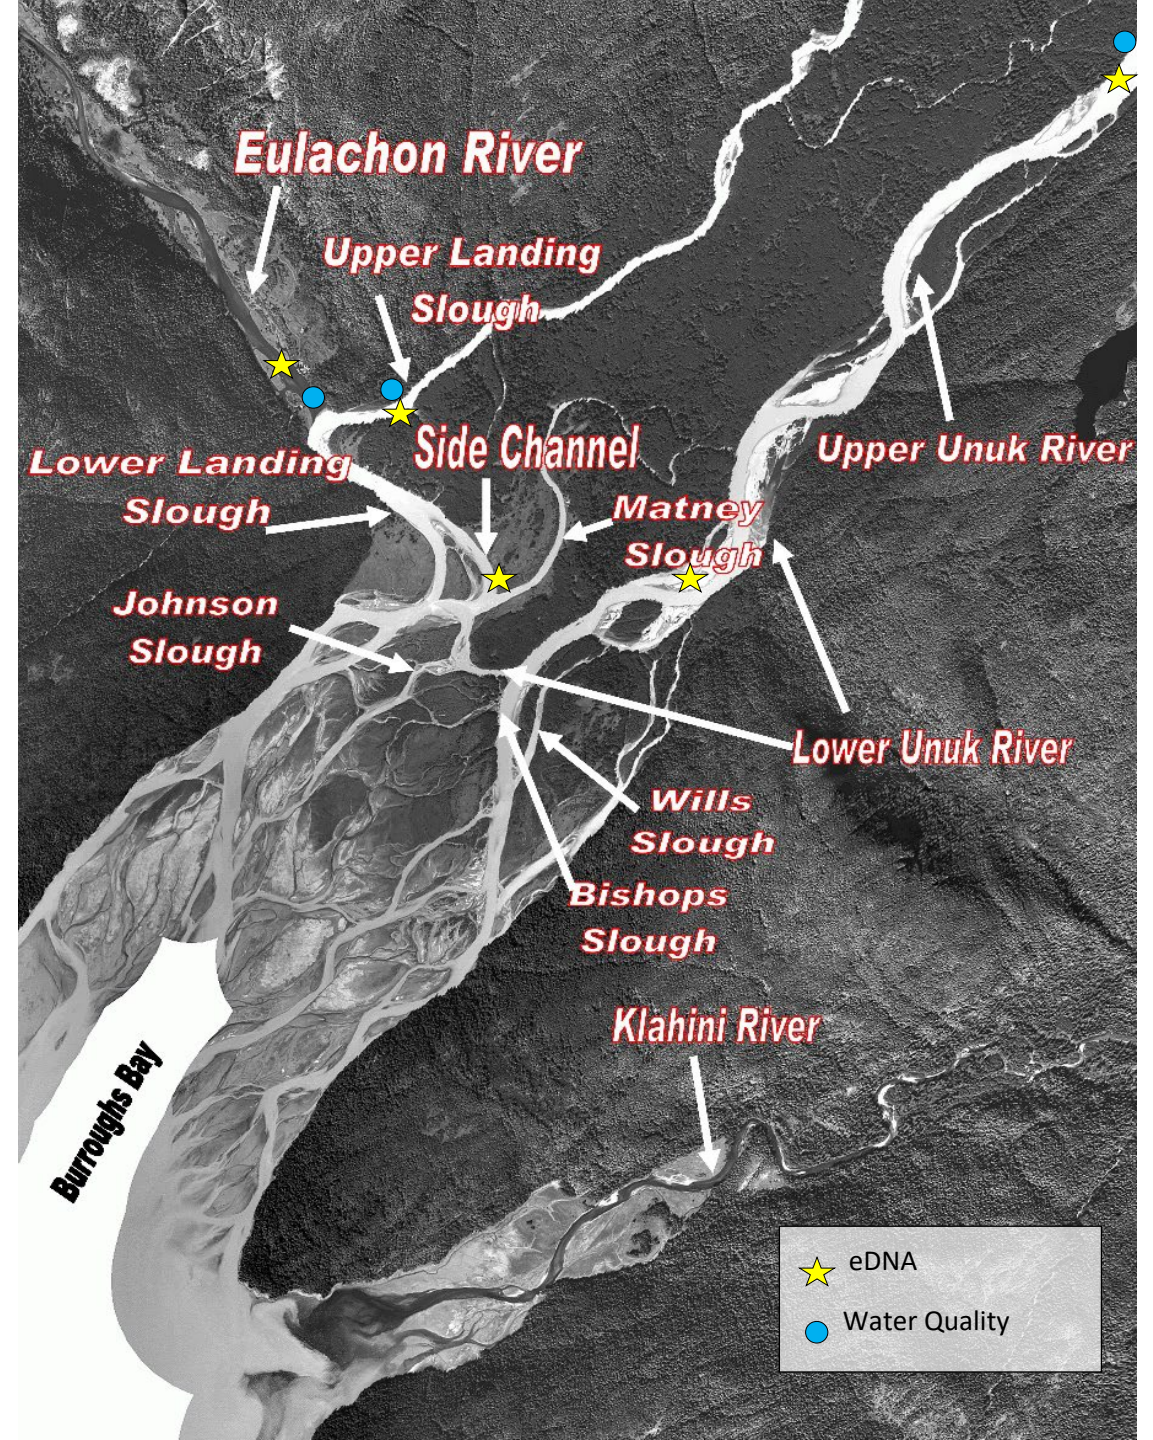 Eulachon River
Upper Landing
Slough
Side Channel
Lower Landing
Slough
Upper Unuk River
Matney
Slough
Johnson
Slough
Lower Unuk River
Wills
Slough
Bishops
Slough
Klahini River
Burroughs Bay
eDNA
Water Quality